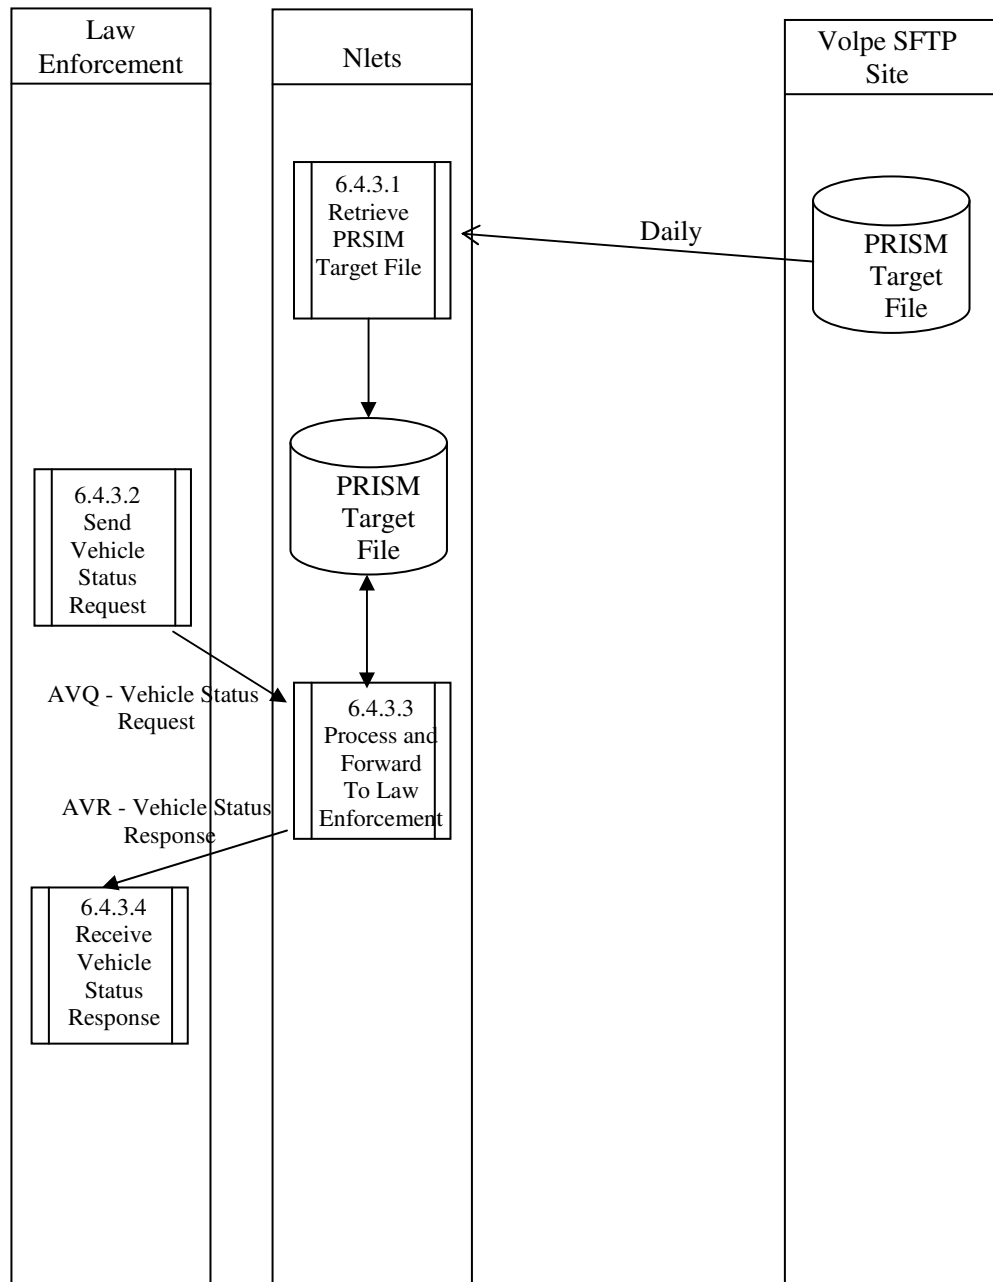 Law
Enforcement
Nlets
Volpe SFTP
Site
6.4.3.1
Retrieve
PRSIM
Target File
Daily
PRISM
Target
File
PRISM
Target
File
6.4.3.2
Send
Vehicle
Status
Request
AVQ - Vehicle Status
Request
6.4.3.3
Process and
Forward
To Law
Enforcement
AVR - Vehicle Status
Response
6.4.3.4
Receive
Vehicle
Status
Response